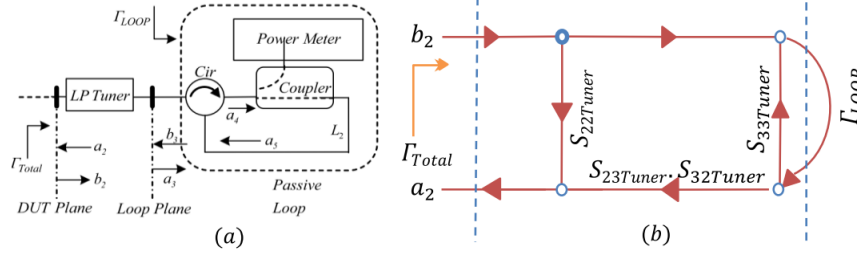 Γ_LOOP
Power Meter
Cir
Coupler
LP Tuner
a_4
L_2
b_3
a_5
Γ_Total
a_2
b_2
a_3
Passive
Loop
DUT Plane
Loop Plane
(a)
b_2
S_22Tuner
S_33Tuner
Γ_LOOP
Γ_Total
a_2
S_23Tuner.S_32Tuner
(b)